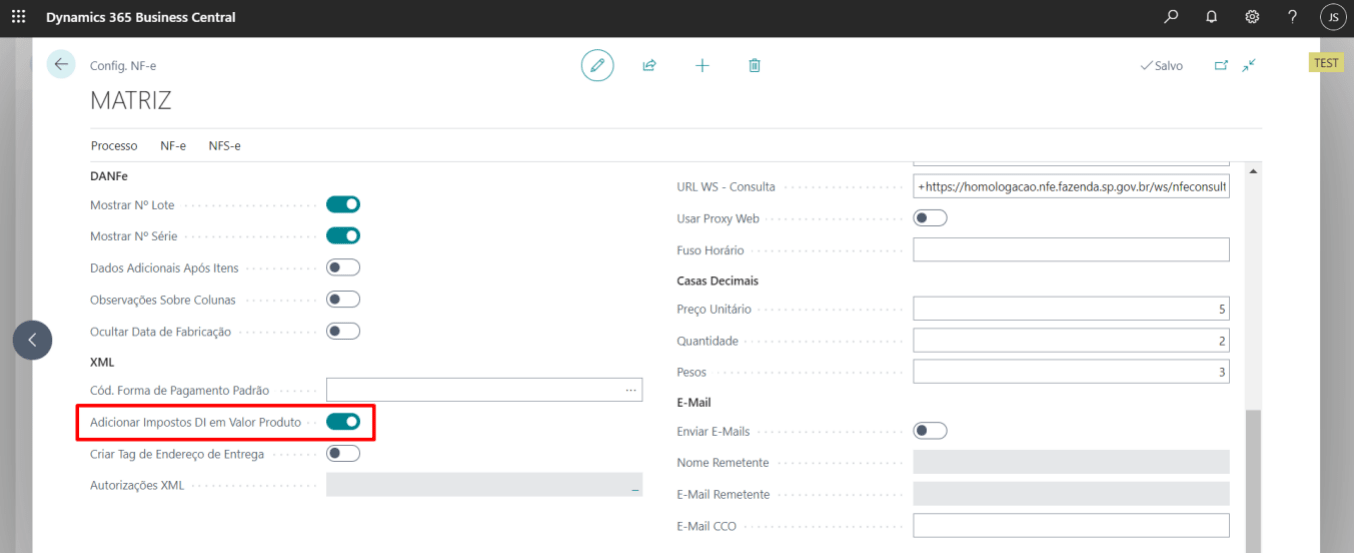 Dynamics 365 Business Central
JS
Config. NF-e
Salvo
TEST
MATRIZ
Processo NF-e NFS-e
DANFe
Mostrar Nº Lote
Mostrar Nº Série
Dados Adicionais Após Itens
Observações Sobre Colunas
Ocultar Data de Fabricação
XML
Cód. Forma de Pagamento Padrão
Adicionar Impostos DI em Valor Produto
Criar Tag de Endereço de Entrega
Autorizações XML
URL WS - Consulta +https://homologacao.nfe.fazenda.sp.gov.br/ws/nfeconsult
Usar Proxy Web
Fuso Horário
Casas Decimais
Preço Unitário 5
Quantidade 2
Pesos 3
E-Mail
Enviar E-Mails
Nome Remetente
E-Mail Remetente
E-Mail CCO